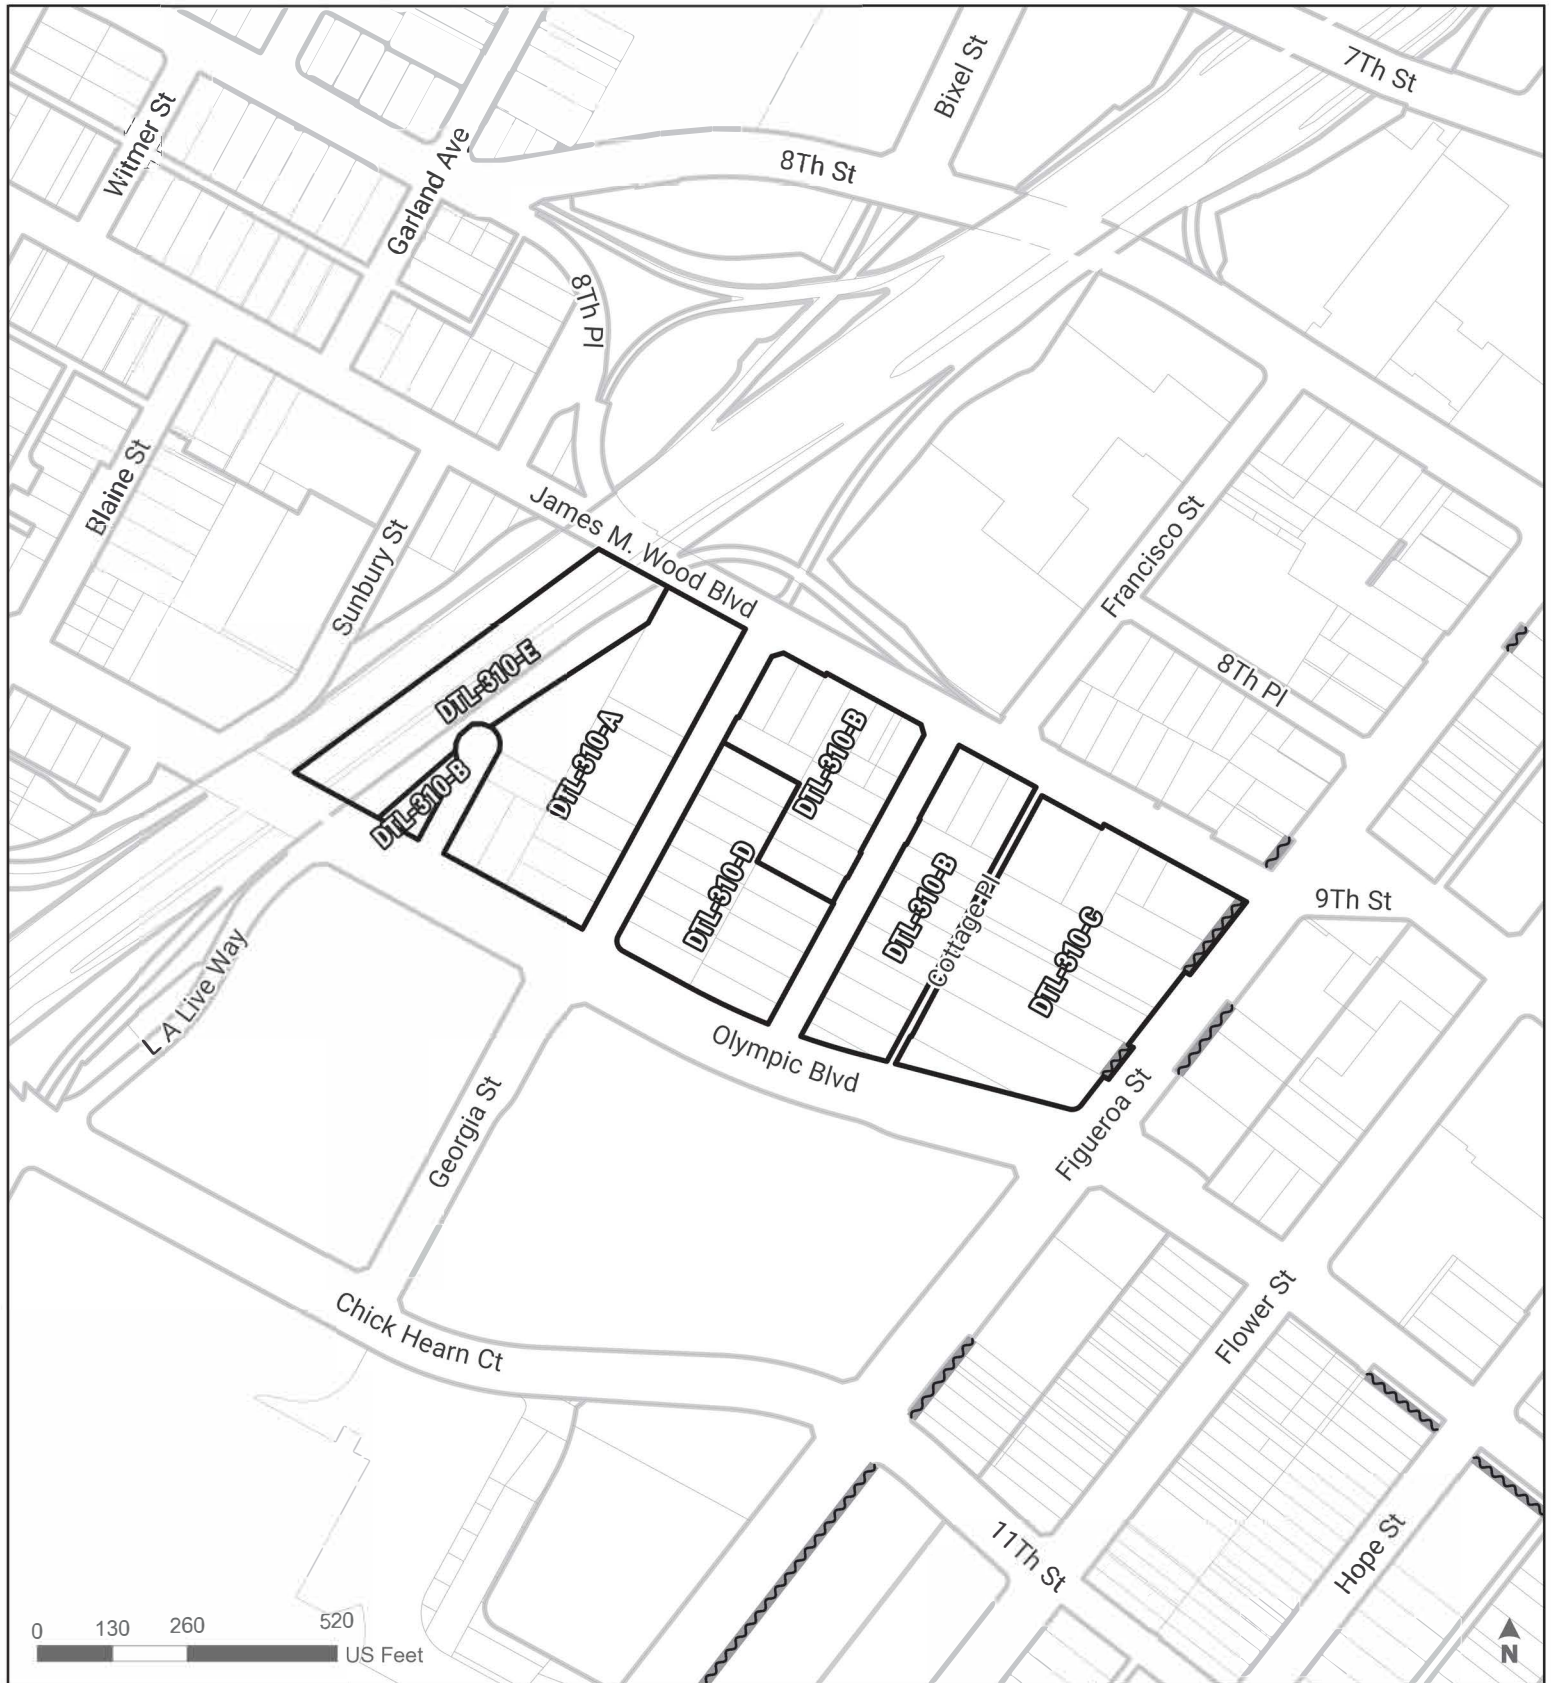 7Th St
Bixel St
Witmer St
Garland Ave
8Th St
8Th Pl
Blaine St
Sunbury St
James M. Wood Blvd
Francisco St
8Th Pl
DTL-310-E
DTL-310-A
DTL-310-B
DTL-310-B
DTL-310-D
DTL-310-B
Cottage Pl
DTL-310-C
9Th St
L A Live Way
Olympic Blvd
Georgia St
Figueroa St
Flower St
Chick Hearn Ct
11Th St
Hope St
0 130 260 520
US Feet
N